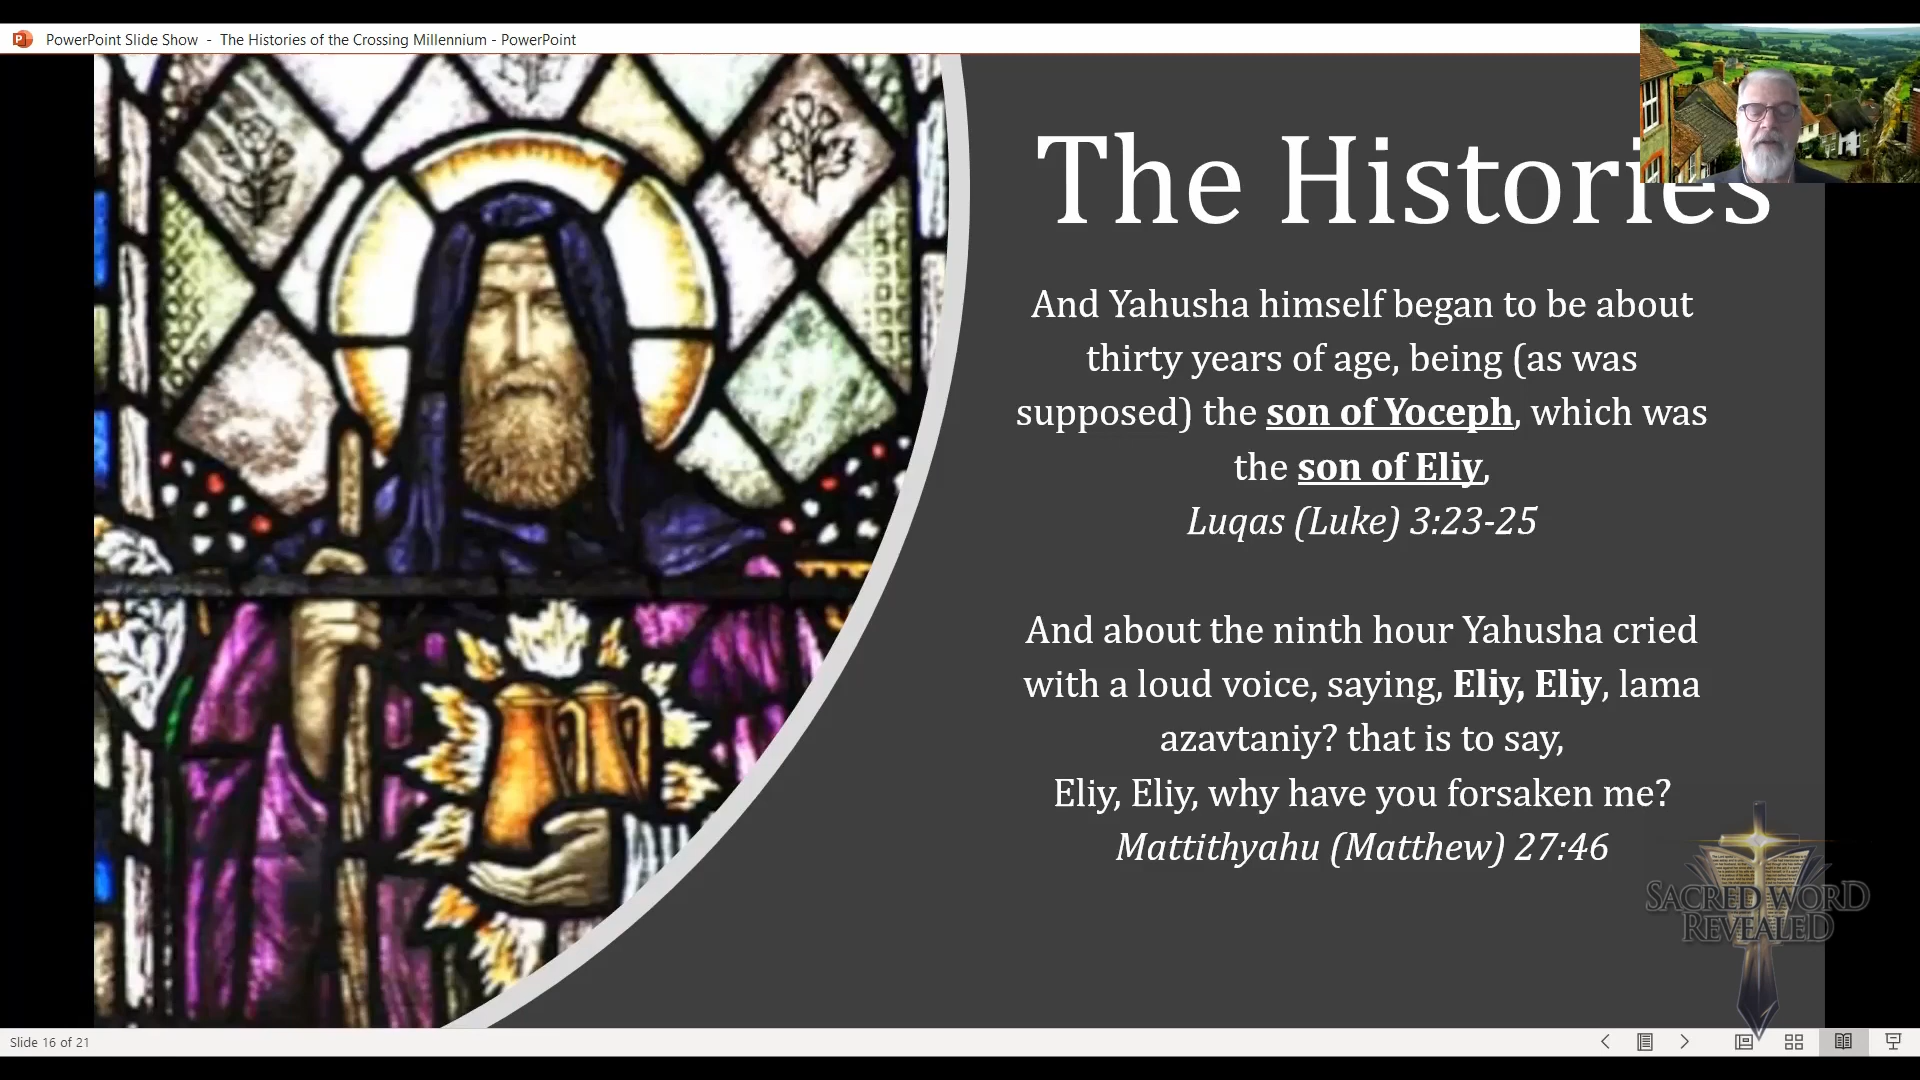 PowerPoint Slide Show - The Histories of the Crossing Millennium - PowerPoint
The Histories
And Yahusha himself began to be about
thirty years of age, being (as was
supposed) the son of Yoceph, which was
the son of Eliy,
Luqas (Luke) 3:23-25
And about the ninth hour Yahusha cried
with a loud voice, saying, Eliy, Eliy, lama
azavtaniy? that is to say,
Eliy, Eliy, why have you forsaken me?
Mattithyahu (Matthew) 27:46
SACRED WORD
REVEALED
Slide 16 of 21